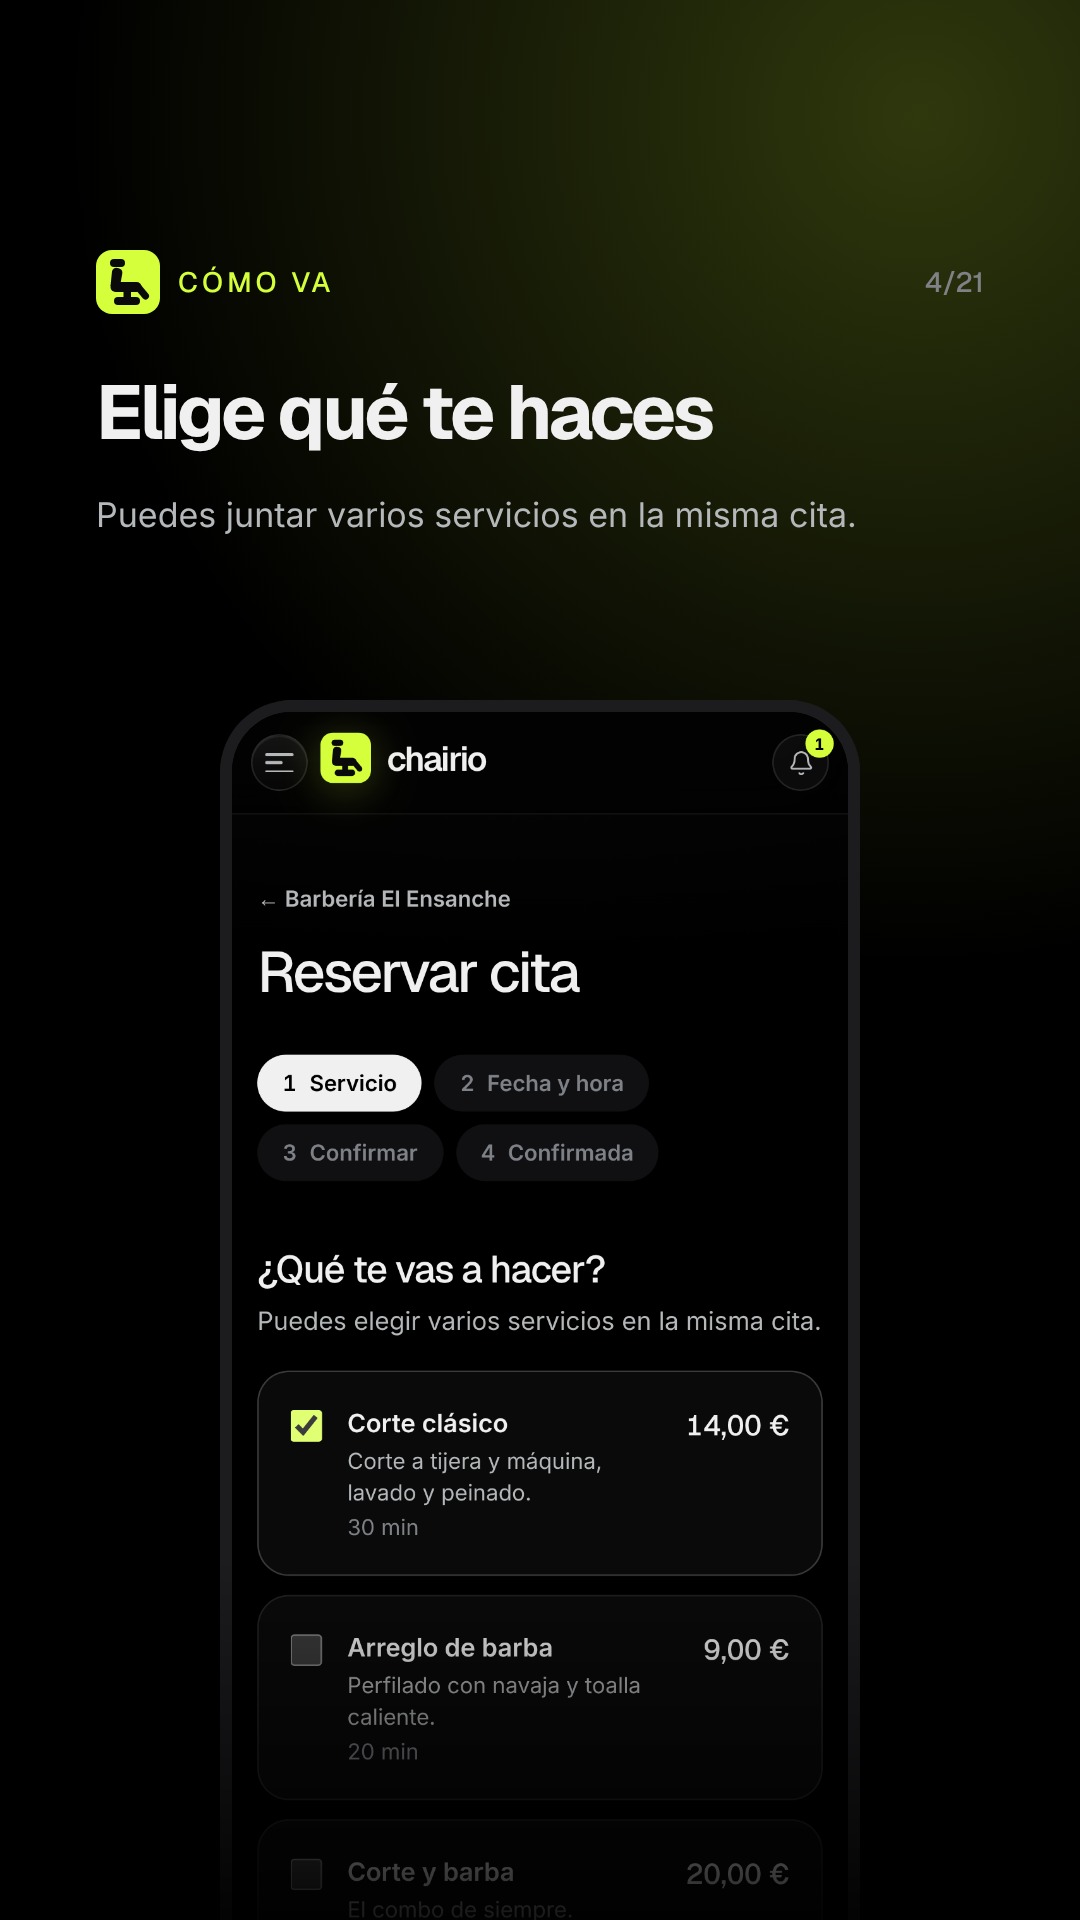 CÓMO VA
4/21
Elige qué te haces
Puedes juntar varios servicios en la misma cita.
chairio
1
← Barbería El Ensanche
Reservar cita
1 Servicio
2 Fecha y hora
3 Confirmar
4 Confirmada
¿Qué te vas a hacer?
Puedes elegir varios servicios en la misma cita.
Corte clásico
14,00 €
Corte a tijera y máquina,
lavado y peinado.
30 min
Arreglo de barba
9,00 €
Perfilado con navaja y toalla
caliente.
20 min
Corte y barba
20,00 €
El combo de siempre.